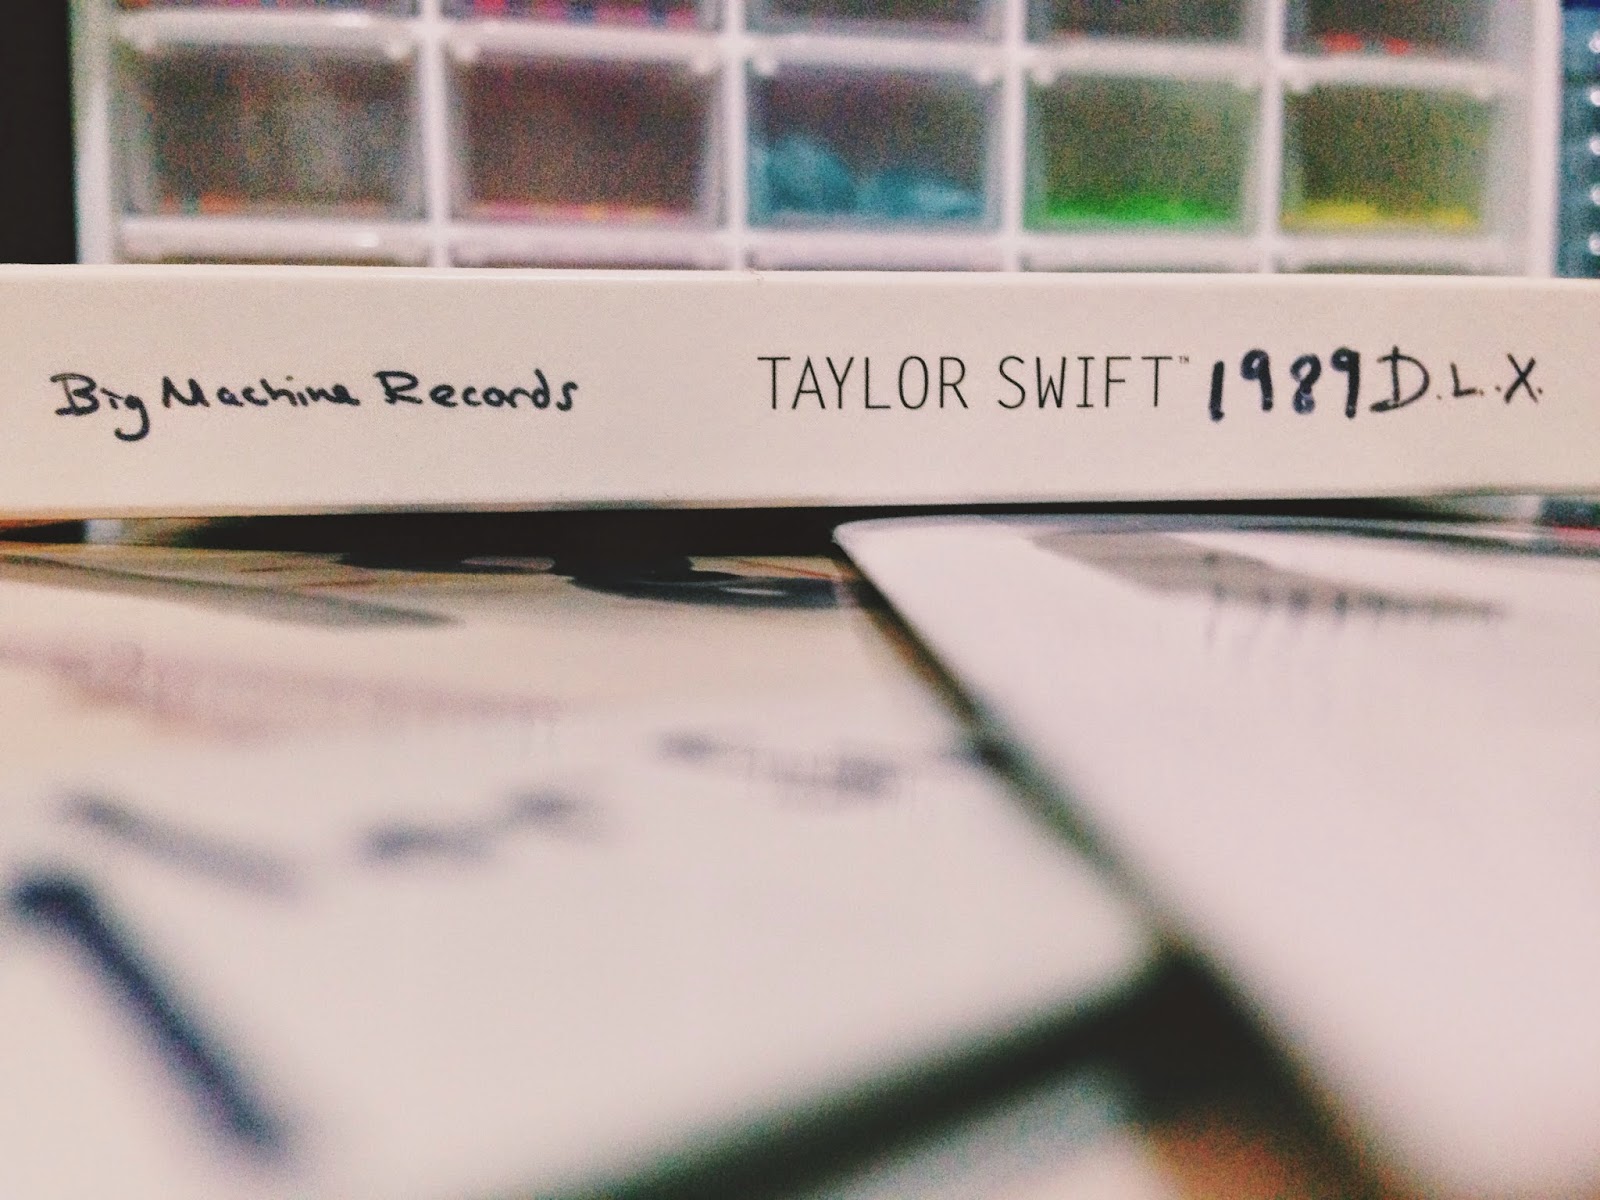 Big Machine Records TAYLOR SWIFT™ 1989 D.L.X.